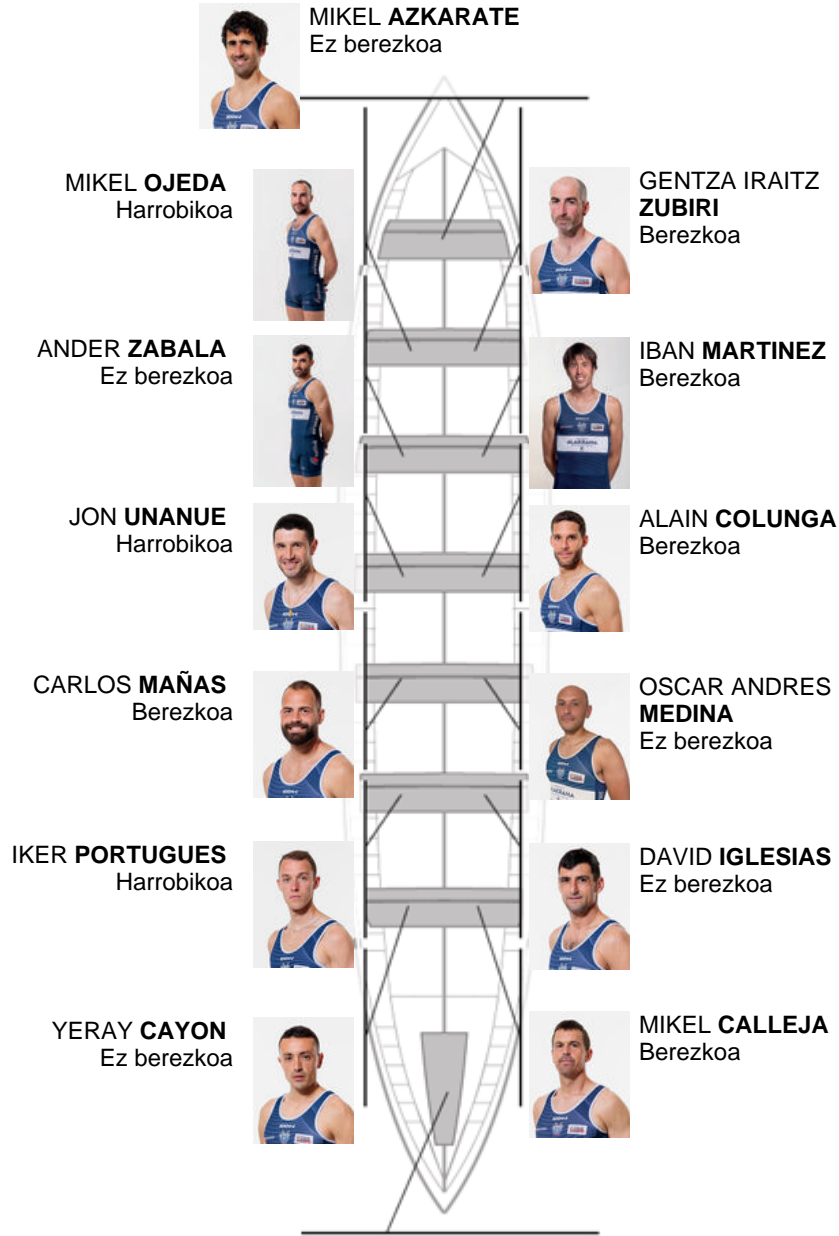 MIKEL AZKARATE
Ez berezkoa
MIKEL OJEDA
Harrobikoa
GENTZA IRAITZ
ZUBIRI
Berezkoa
ANDER ZABALA
Ez berezkoa
IBAN MARTINEZ
Berezkoa
JON UNANUE
Harrobikoa
ALAIN COLUNGA
Berezkoa
CARLOS MAÑAS
Berezkoa
OSCAR ANDRES
MEDINA
Ez berezkoa
IKER PORTUGUES
Harrobikoa
DAVID IGLESIAS
Ez berezkoa
YERAY CAYON
Ez berezkoa
MIKEL CALLEJA
Berezkoa